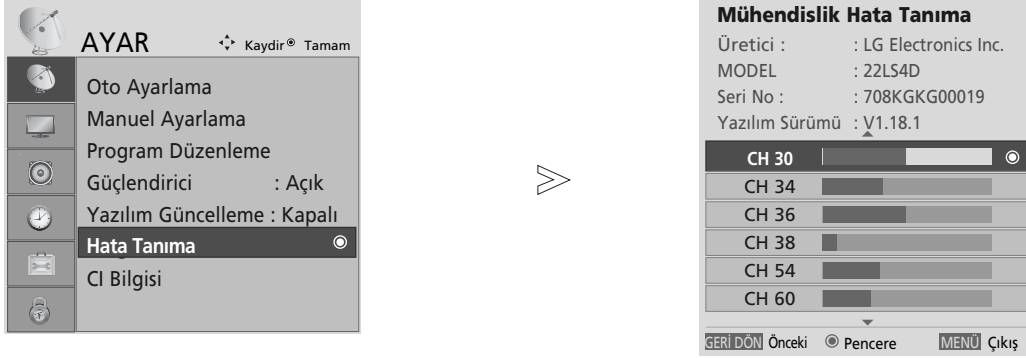 AYAR Kaydir Tamam
Oto Ayarlama
Manuel Ayarlama
Program Düzenleme
Güçlendirici : Açık
Yazılım Güncelleme : Kapalı
Hata Tanıma
CI Bilgisi
Mühendislik Hata Tanıma
Üretici : : LG Electronics Inc.
MODEL : 22LS4D
Seri No : : 708KGKG00019
Yazılım Sürümü : V1.18.1
CH 30
CH 34
CH 36
CH 38
CH 54
CH 60
GERİ DÖN Önceki Pencere MENÜ Çıkış